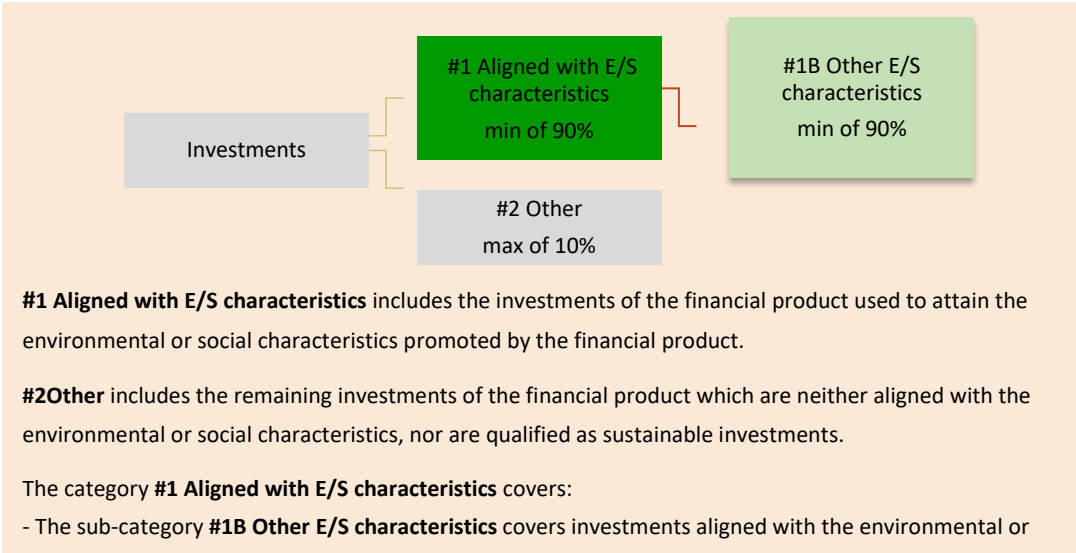 #1 Aligned with E/S
characteristics
min of 90%
#1B Other E/S
characteristics
min of 90%
Investments
#2 Other
max of 10%
#1 Aligned with E/S characteristics includes the investments of the financial product used to attain the
environmental or social characteristics promoted by the financial product.
#2Other includes the remaining investments of the financial product which are neither aligned with the
environmental or social characteristics, nor are qualified as sustainable investments.
The category #1 Aligned with E/S characteristics covers:
- The sub-category #1B Other E/S characteristics covers investments aligned with the environmental or